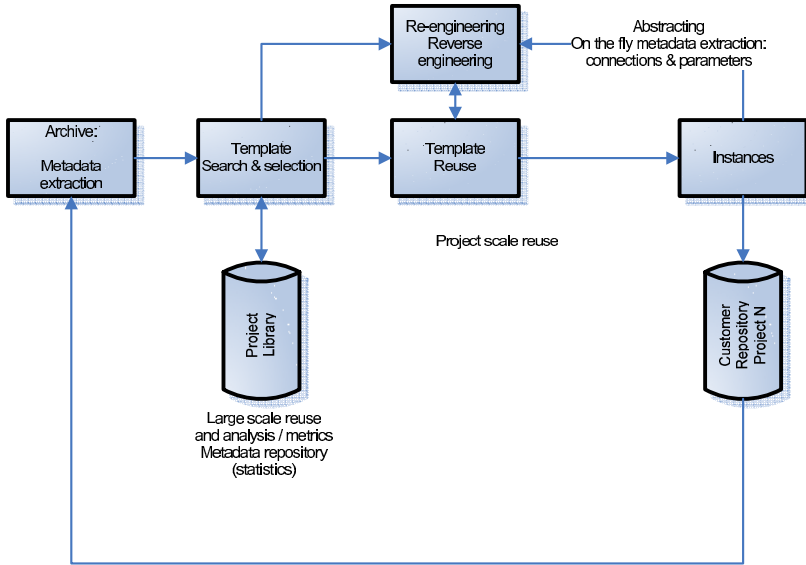 Re-engineering
Reverse
engineering
Abstracting
On the fly metadata extraction:
connections & parameters
Archive:
Metadata
extraction
Template
Search & selection
Template
Reuse
Instances
Project scale reuse
Project
Library
Customer
Repository
Project N
Large scale reuse
and analysis / metrics
Metadata repository
(statistics)